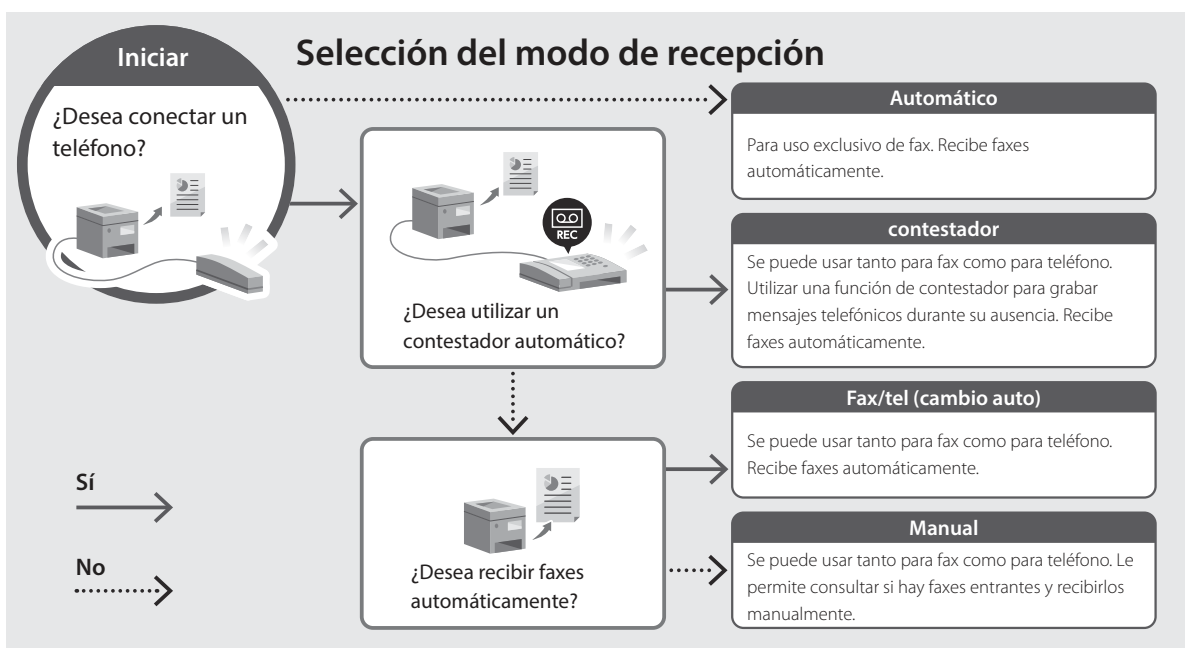 Iniciar
Selección del modo de recepción
¿Desea conectar un
teléfono?
Automático
Para uso exclusivo de fax. Recibe faxes
automáticamente.
REC
¿Desea utilizar un
contestador automático?
contestador
Se puede usar tanto para fax como para teléfono.
Utilizar una función de contestador para grabar
mensajes telefónicos durante su ausencia. Recibe
faxes automáticamente.
Fax/tel (cambio auto)
Se puede usar tanto para fax como para teléfono.
Recibe faxes automáticamente.
Sí
No
¿Desea recibir faxes
automáticamente?
Manual
Se puede usar tanto para fax como para teléfono. Le
permite consultar si hay faxes entrantes y recibirlos
manualmente.